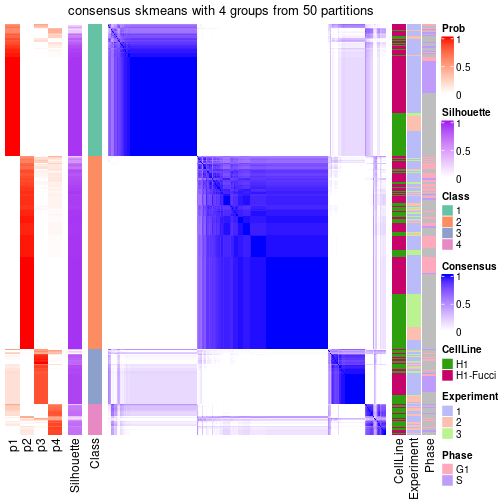 consensus skmeans with 4 groups from 50 partitions
p1
p2
p3
p4
Silhouette
Class
CellLine
Experiment
Phase
Prob
1
0.5
0
Silhouette
1
0.5
0
Class
1
2
3
4
Consensus
1
0.5
0
CellLine
H1
H1-Fucci
Experiment
1
2
3
Phase
G1
S